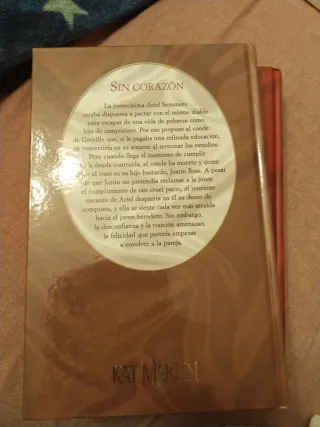 SIN CORAZÓN
La jovencísima Ariel Summers
estaba dispuesta a pactar con el mismo diablo
para escapar de una vida de pobreza como
hija de campesinos. Por eso propuso al conde
de Greville que, si le pagaba una refinada educación,
se convertiría en su amante al terminar los estudios.
Pero cuando llega el momento de cumplir
la deuda contraída, el conde ha muerto y quien
le el trato es su hijo bastardo, Justin Ross. A pesar
de que Justin no pretendía reclamar a la joven
el cumplimiento de tan cruel pacto, el inocente
encanto de Ariel despierta en él su deseo de
conquista, y ella se siente cada vez más atraída
hacia el joven heredero. Sin embargo,
la desconfianza y la traición amenazan
la felicidad que parecía empezar
a envolver a la pareja.
KAT MARTIN